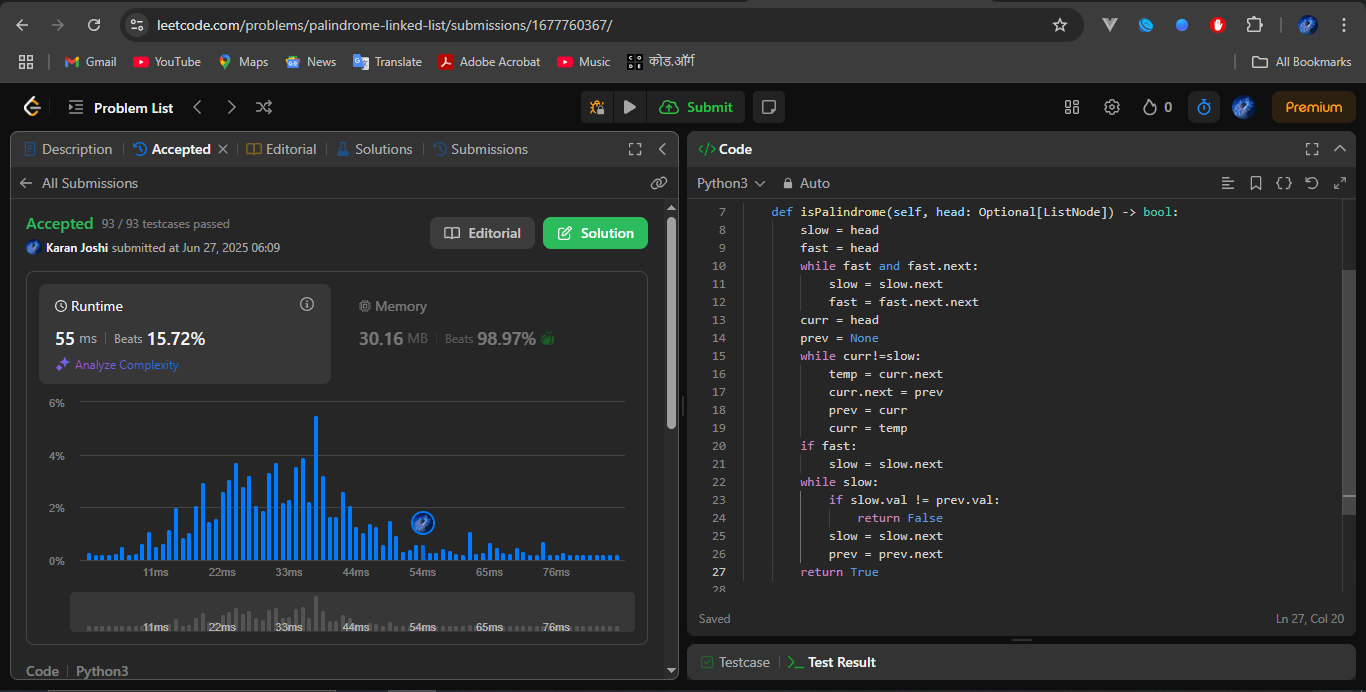 leetcode.com/problems/palindrome-linked-list/submissions/1677760367/
Gmail YouTube Maps News Translate Adobe Acrobat Music कोड.ऑर्ग All Bookmarks
Problem List Submit 0 Premium
Description Accepted Editorial Solutions Submissions
All Submissions
Accepted 93 / 93 testcases passed
Karan Joshi submitted at Jun 27, 2025 06:09
Editorial Solution
Runtime
55 ms Beats 15.72%
Analyze Complexity
Memory
30.16 MB Beats 98.97%
6%
4%
2%
0%
11ms 22ms 33ms 44ms 54ms 65ms 76ms
11ms 22ms 33ms 44ms 54ms 65ms 76ms
Code Python3
Code
Python3 Auto
7 def isPalindrome(self, head: Optional[ListNode]) -> bool:
8 slow = head
9 fast = head
10 while fast and fast.next:
11 slow = slow.next
12 fast = fast.next.next
13 curr = head
14 prev = None
15 while curr!=slow:
16 temp = curr.next
17 curr.next = prev
18 prev = curr
19 curr = temp
20 if fast:
21 slow = slow.next
22 while slow:
23 if slow.val != prev.val:
24 return False
25 slow = slow.next
26 prev = prev.next
27 return True
28
Saved Ln 27, Col 20
Testcase Test Result